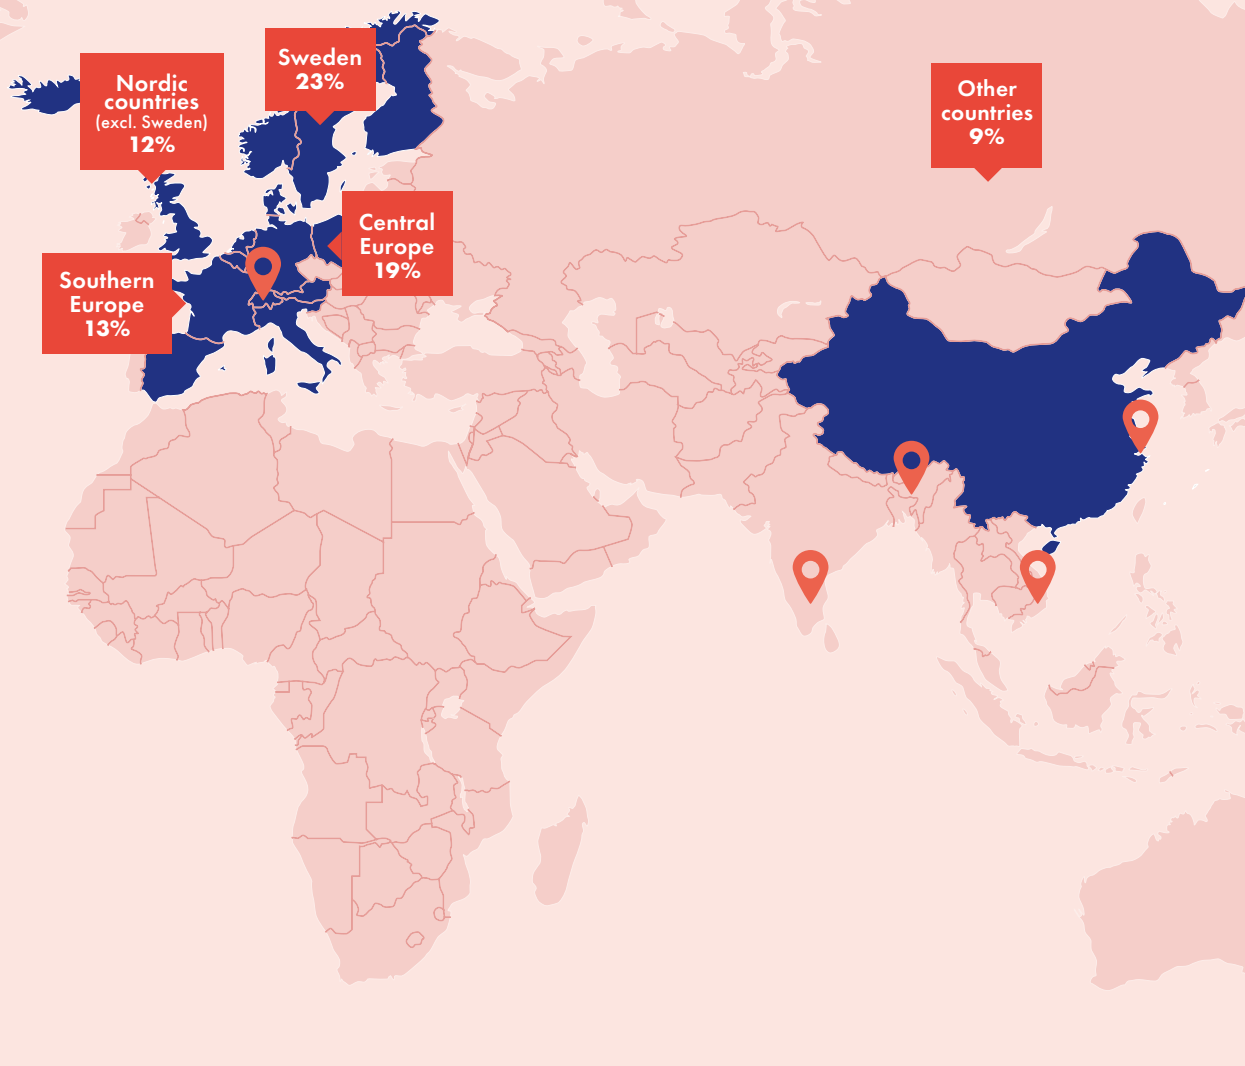 Sweden
23%
Nordic
countries
(excl. Sweden)
12%
Other
countries
9%
Central
Europe
19%
Southern
Europe
13%